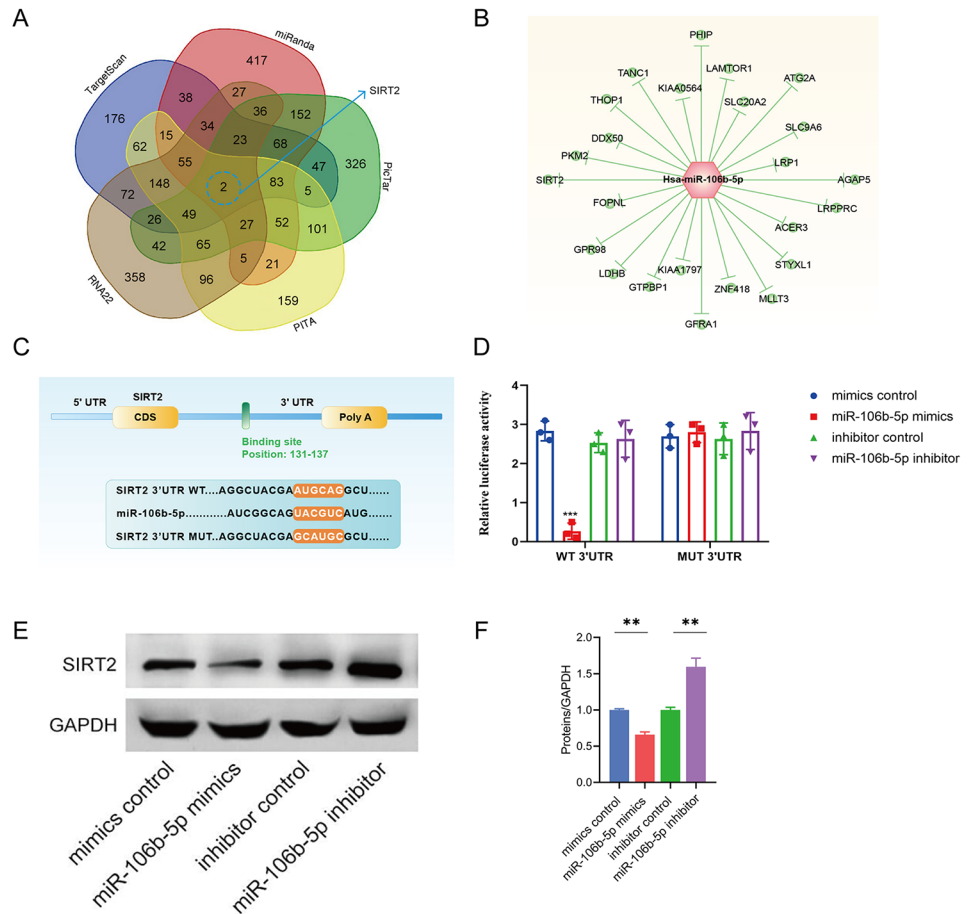 A
TargetScan
miRanda
PicTar
PITA
RNA22
SIRT2
417
176
38
27
36
152
326
62
15
34
23
68
47
55
2
83
5
148
72
26
49
27
52
101
42
65
5
21
358
96
159
B
PHIP
TANC1
LAMTOR1
KIAA0564
ATG2A
THOP1
SLC20A2
DDX50
SLC9A6
PKM2
LRP1
SIRT2
Hsa-miR-106b-5p
AGAP5
FOPNL
LRPPRC
ACER3
GPR98
STYXL1
LDHB
KIAA1797
GTPBP1
ZNF418
MLLT3
GFRA1
C
5' UTR
SIRT2
CDS
3' UTR
Poly A
Binding site
Position: 131-137
SIRT2 3'UTR WT....AGGCUACGAAUGCAGGCU......
miR-106b-5p............AUCGGCAGUACGUCAUG....
SIRT2 3'UTR MUT...AGGCUACGAGCAUGCGCU......
D
Relative luciferase activity
4
3
2
1
0
***
WT 3'UTR
MUT 3'UTR
mimics control
miR-106b-5p mimics
inhibitor control
miR-106b-5p inhibitor
E
SIRT2
GAPDH
mimics control
miR-106b-5p mimics
inhibitor control
miR-106b-5p inhibitor
F
Proteins/GAPDH
2.0
1.5
1.0
0.5
0.0
**
**
mimics control
miR-106b-5p mimics
inhibitor control
miR-106b-5p inhibitor